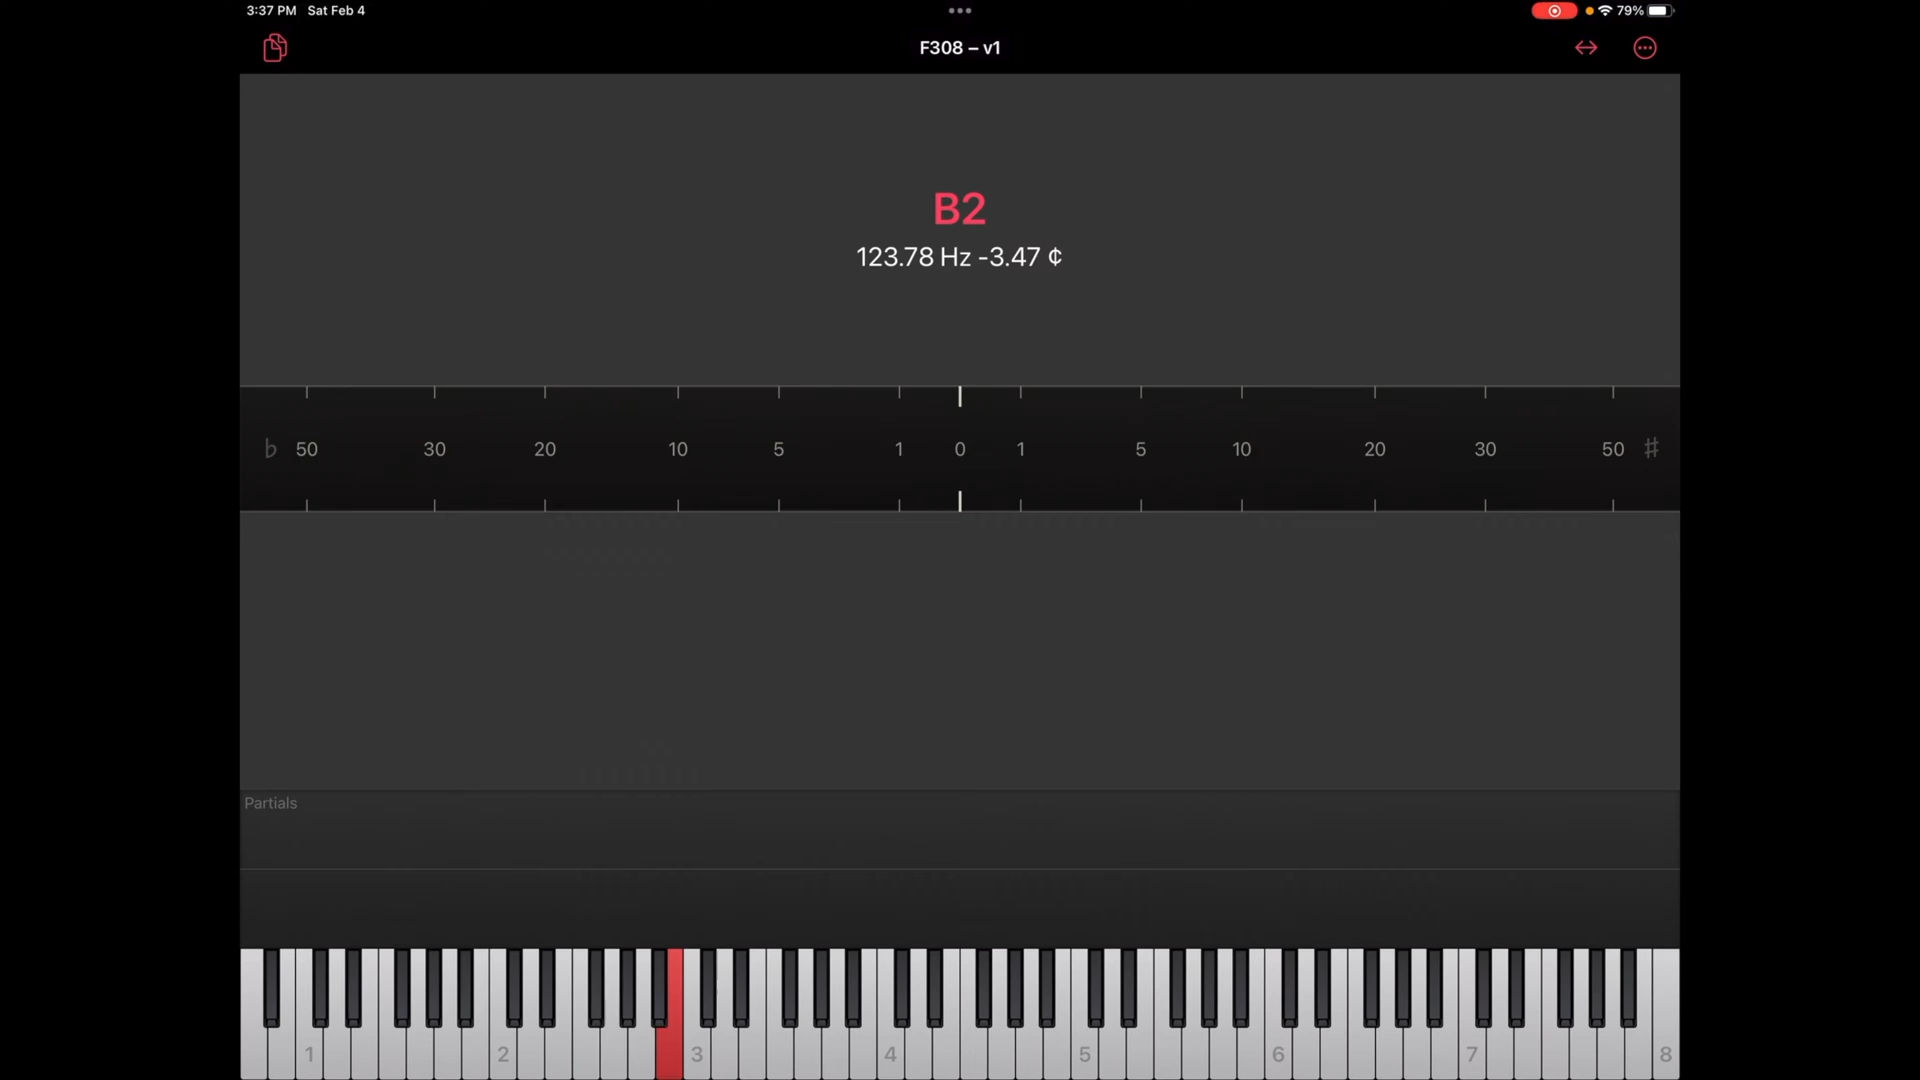 3:37 PM Sat Feb 4
79%
F308 – v1
B2
123.78 Hz -3.47 ¢
♭ 50 30 20 10 5 1 0 1 5 10 20 30 50 ♯
Partials
1 2 3 4 5 6 7 8